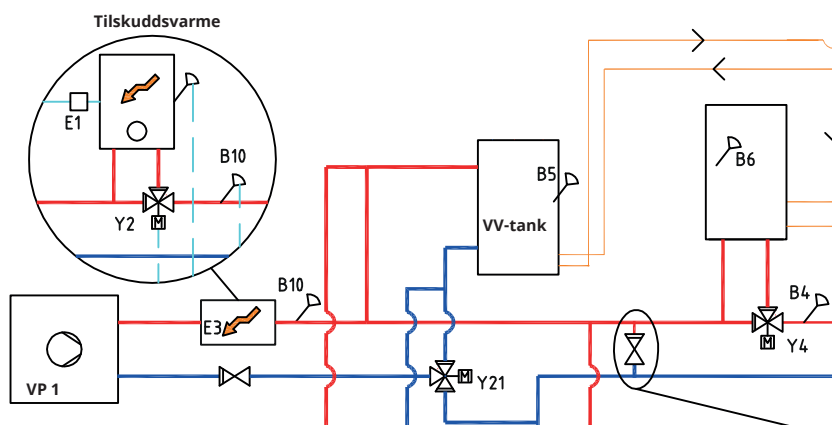 Tilskuddsvarme
E1
B10
Y2
B5
VV-tank
B6
B10
E3
VP 1
M
Y21
B4
M
Y4
M